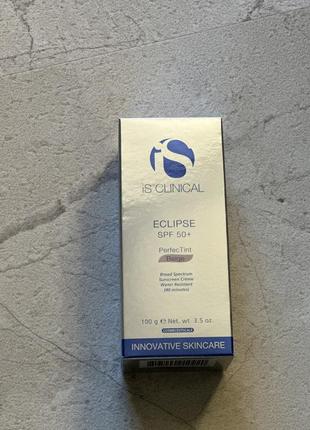 iS
iS CLINICAL
ECLIPSE
SPF 50+
PerfecTint
Beige
Broad Spectrum
Sunscreen Crème
Water Resistant
(80 minutes)
100 g e Net wt. 3.5 oz.
COSMECEUTICALS
INNOVATIVE SKINCARE